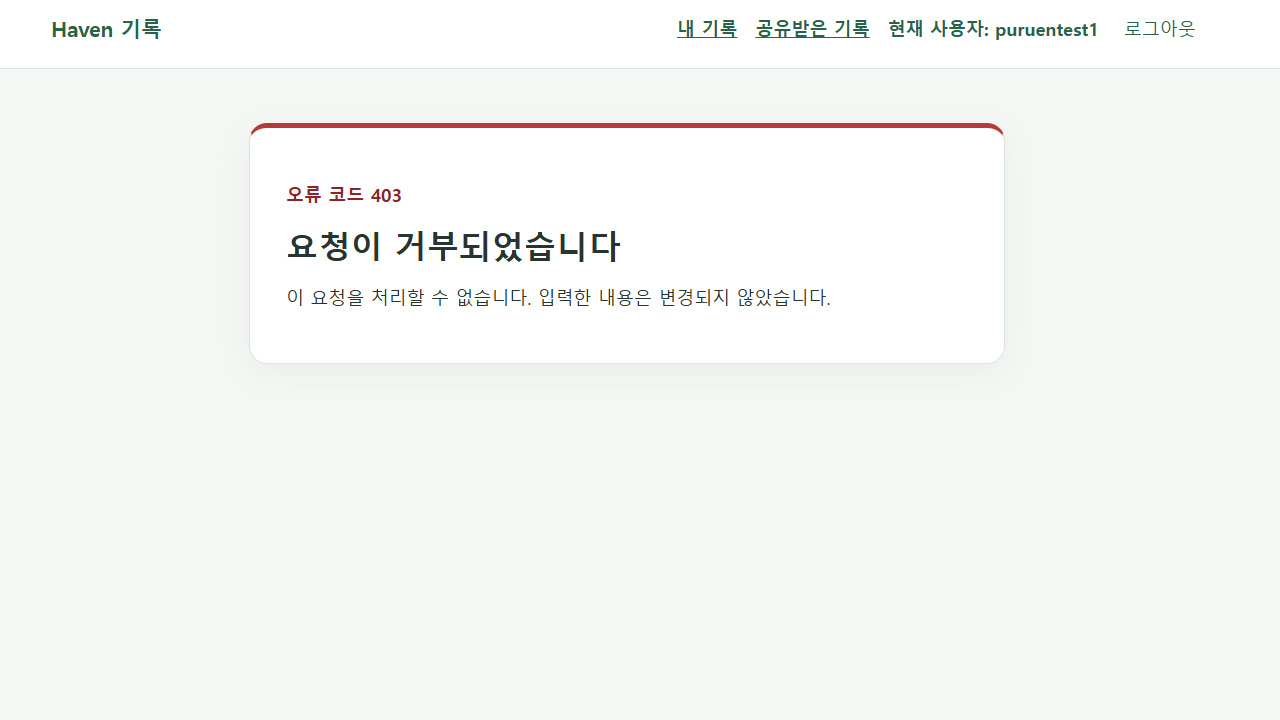 Haven 기록
내 기록 공유받은 기록 현재 사용자: puruentest1 로그아웃
오류 코드 403
요청이 거부되었습니다
이 요청을 처리할 수 없습니다. 입력한 내용은 변경되지 않았습니다.